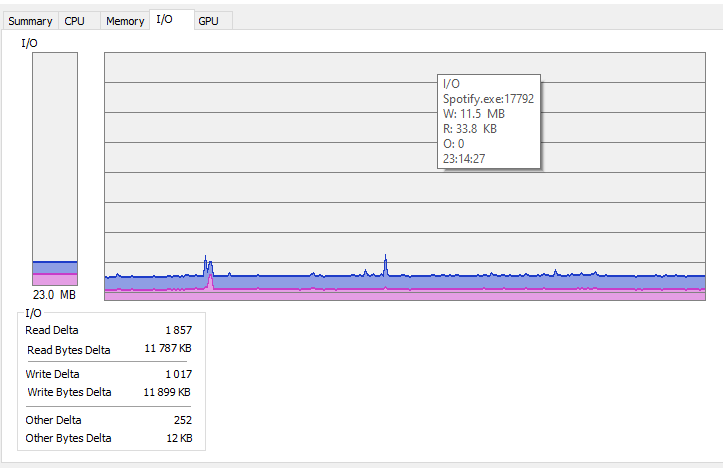 Summary CPU Memory I/O GPU
I/O
I/O
Spotify.exe:17792
W: 11.5 MB
R: 33.8 KB
O: 0
23:14:27
23.0 MB
I/O
Read Delta 1 857
Read Bytes Delta 11 787 KB
Write Delta 1 017
Write Bytes Delta 11 899 KB
Other Delta 252
Other Bytes Delta 12 KB